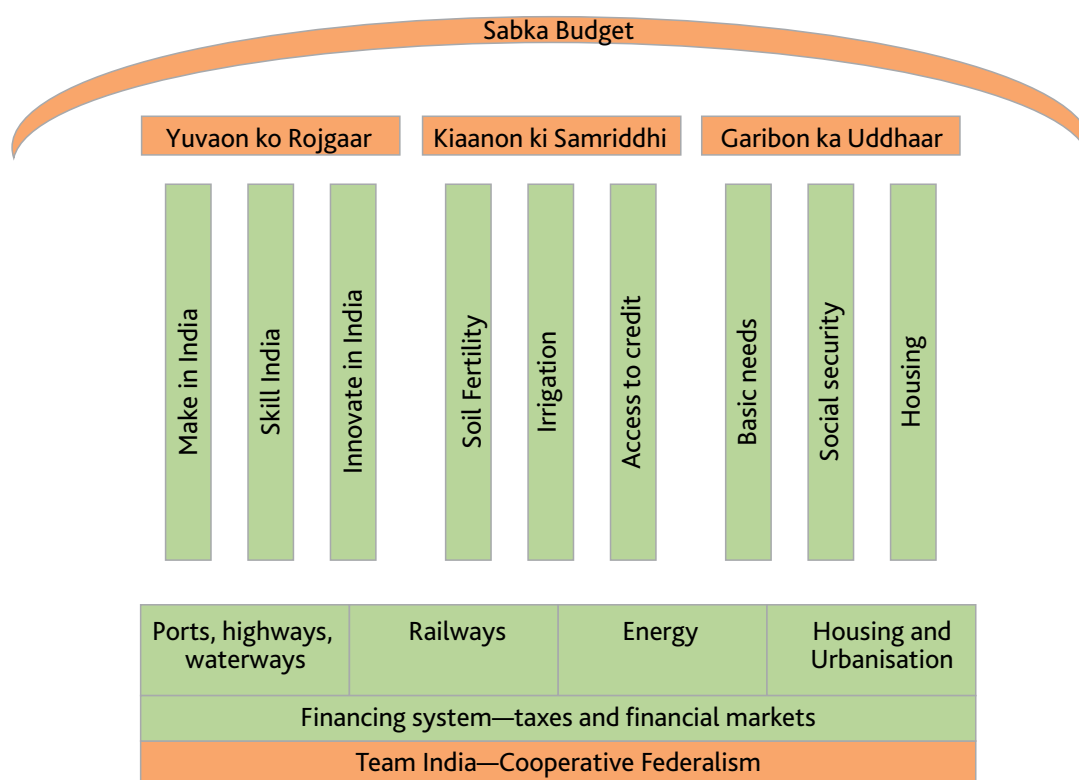 Sabka Budget
Yuvaon ko Rojgaar
Kiaanon ki Samriddhi
Garibon ka Uddhaar
Make in India
Skill India
Innovate in India
Soil Fertility
Irrigation
Access to credit
Basic needs
Social security
Housing
Ports, highways,
waterways
Railways
Energy
Housing and
Urbanisation
Financing system—taxes and financial markets
Team India—Cooperative Federalism